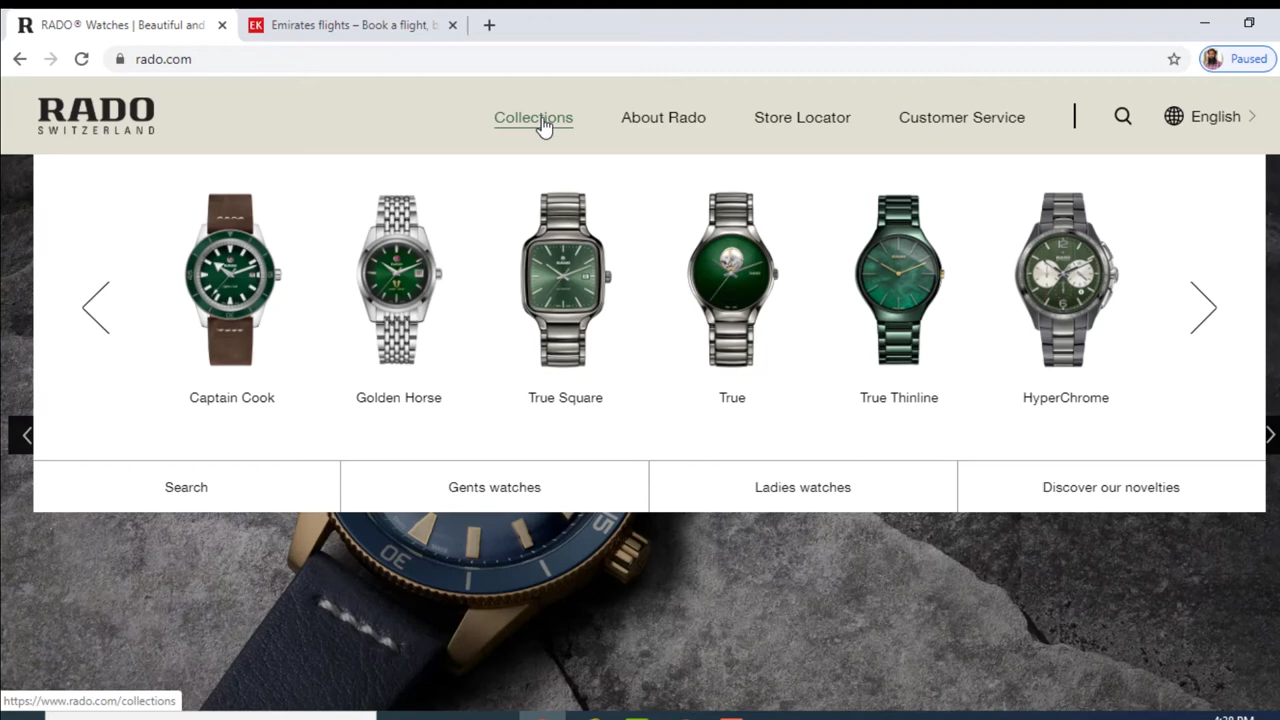 RADO® Watches | Beautiful and
EK Emirates flights – Book a flight, b
rado.com
Paused
RADO
SWITZERLAND
Collections
About Rado
Store Locator
Customer Service
English
Captain Cook
Golden Horse
True Square
True
True Thinline
HyperChrome
Search
Gents watches
Ladies watches
Discover our novelties
https://www.rado.com/collections